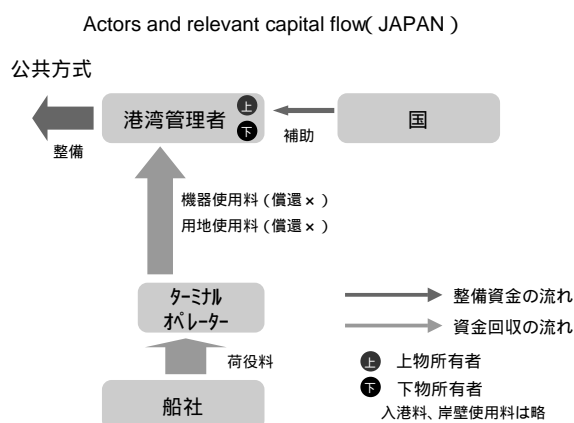 Actors and relevant capital flow( JAPAN )
公共方式
港湾管理者
上
下
国
整備
補助
機器使用料 (償還×)
用地使用料 (償還×)
ターミナル
オペレーター
荷役料
船社
整備資金の流れ
資金回収の流れ
上 上物所有者
下 下物所有者
入港料、岸壁使用料は略